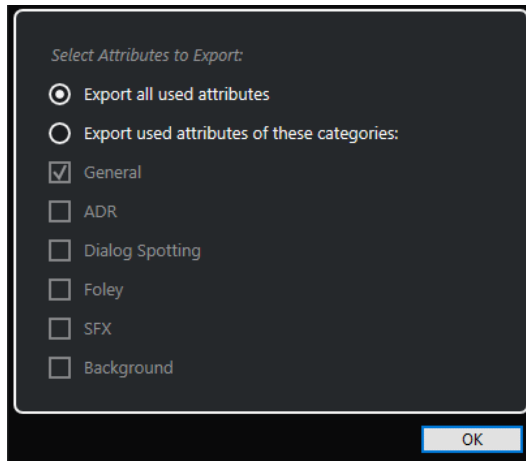 Select Attributes to Export:
Export all used attributes
Export used attributes of these categories:
General
ADR
Dialog Spotting
Foley
SFX
Background
OK